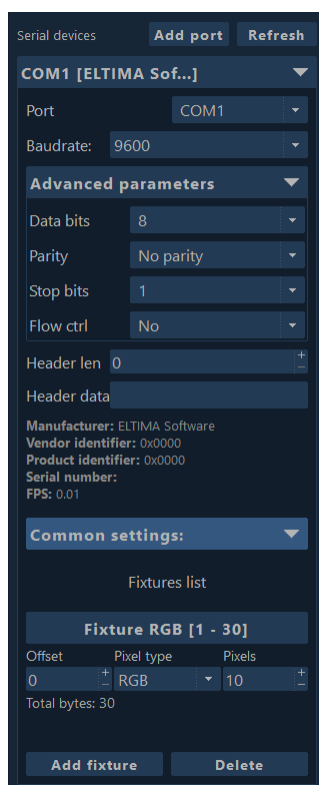 Serial devices Add port Refresh
COM1 [ELTIMA Sof...]
Port COM1
Baudrate: 9600
Advanced parameters
Data bits 8
Parity No parity
Stop bits 1
Flow ctrl No
Header len 0
Header data
Manufacturer: ELTIMA Software
Vendor identifier: 0x0000
Product identifier: 0x0000
Serial number:
FPS: 0.01
Common settings:
Fixtures list
Fixture RGB [1 - 30]
Offset Pixel type Pixels
0 RGB 10
Total bytes: 30
Add fixture Delete